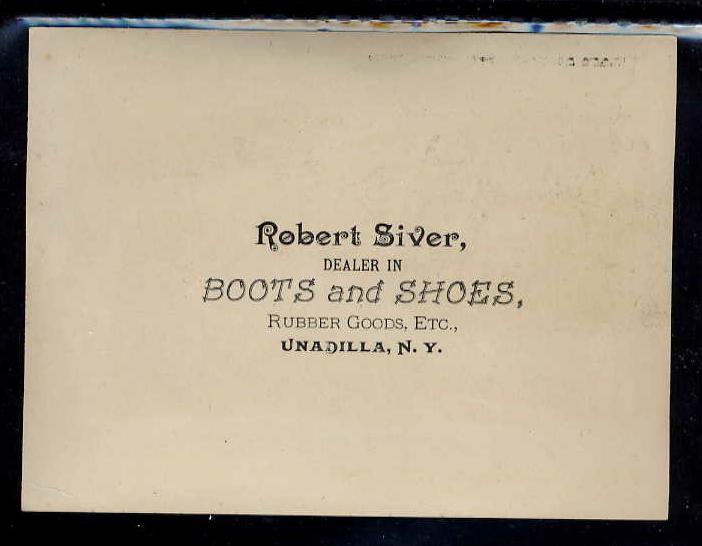 Robert Siver,
DEALER IN
BOOTS and SHOES,
RUBBER GOODS, ETC.,
UNADILLA, N. Y.